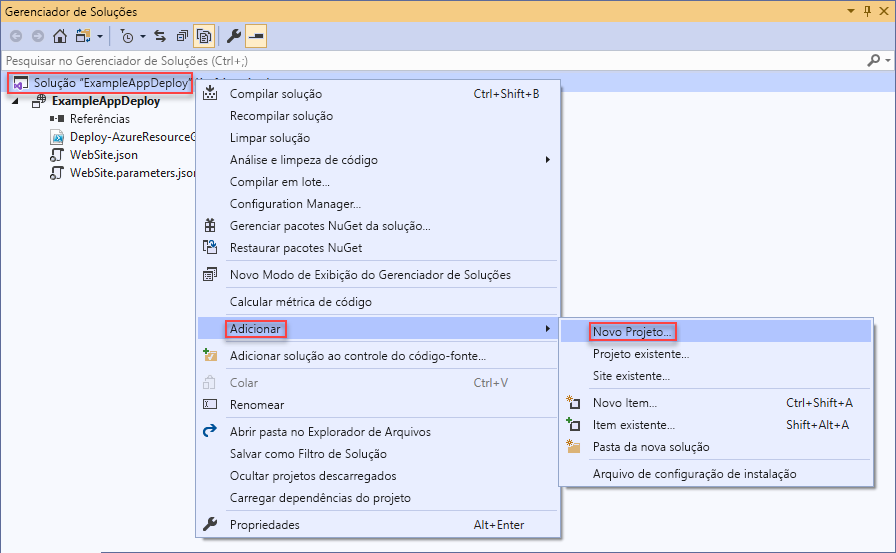 Gerenciador de Soluções
Pesquisar no Gerenciador de Soluções (Ctrl+;)
Solução "ExampleAppDeploy"
ExampleAppDeploy
Referências
Deploy-AzureResourceG
WebSite.json
WebSite.parameters.json
Compilar solução Ctrl+Shift+B
Recompilar solução
Limpar solução
Análise e limpeza de código
Compilar em lote...
Configuration Manager...
Gerenciar pacotes NuGet da solução...
Restaurar pacotes NuGet
Novo Modo de Exibição do Gerenciador de Soluções
Calcular métrica de código
Adicionar
Adicionar solução ao controle do código-fonte...
Colar Ctrl+V
Renomear
Abrir pasta no Explorador de Arquivos
Salvar como Filtro de Solução
Ocultar projetos descarregados
Carregar dependências do projeto
Propriedades Alt+Enter
Novo Projeto...
Projeto existente...
Site existente...
Novo Item... Ctrl+Shift+A
Item existente... Shift+Alt+A
Pasta da nova solução
Arquivo de configuração de instalação